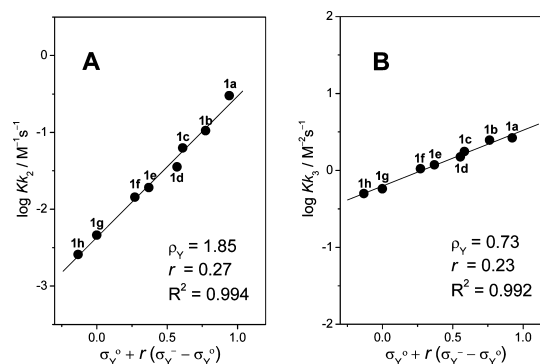 A
0
-1
-2
-3
log Kk₂ / M⁻¹s⁻¹
1a
1b
1c
1d
1e
1f
1g
1h
ρY = 1.85
r = 0.27
R² = 0.994
0.0 0.5 1.0
σY° + r (σY⁻ − σY°)
B
2
1
0
-1
-2
log Kk₃ / M⁻²s⁻¹
1a
1b
1c
1d
1e
1f
1g
1h
ρY = 0.73
r = 0.23
R² = 0.992
0.0 0.5 1.0
σY° + r (σY⁻ − σY°)